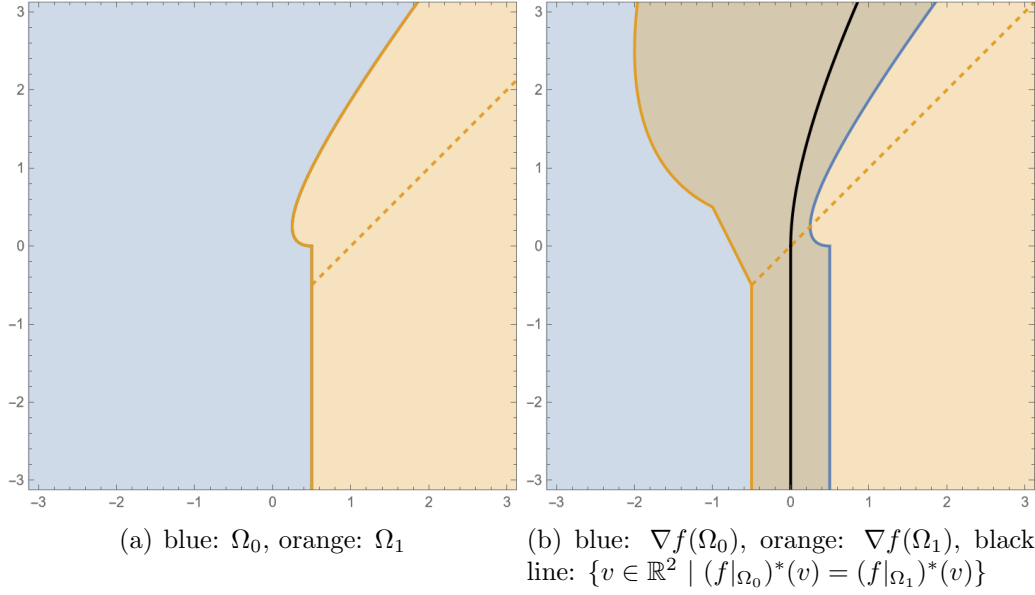 3
2
1
0
−1
−2
−3
−3 −2 −1 0 1 2 3
3
2
1
0
−1
−2
−3
−3 −2 −1 0 1 2 3
(a) blue: Ω₀, orange: Ω₁
(b) blue: ∇f(Ω₀), orange: ∇f(Ω₁), black
line: {v ∈ ℝ² | (f|_Ω₀)*(v) = (f|_Ω₁)*(v)}